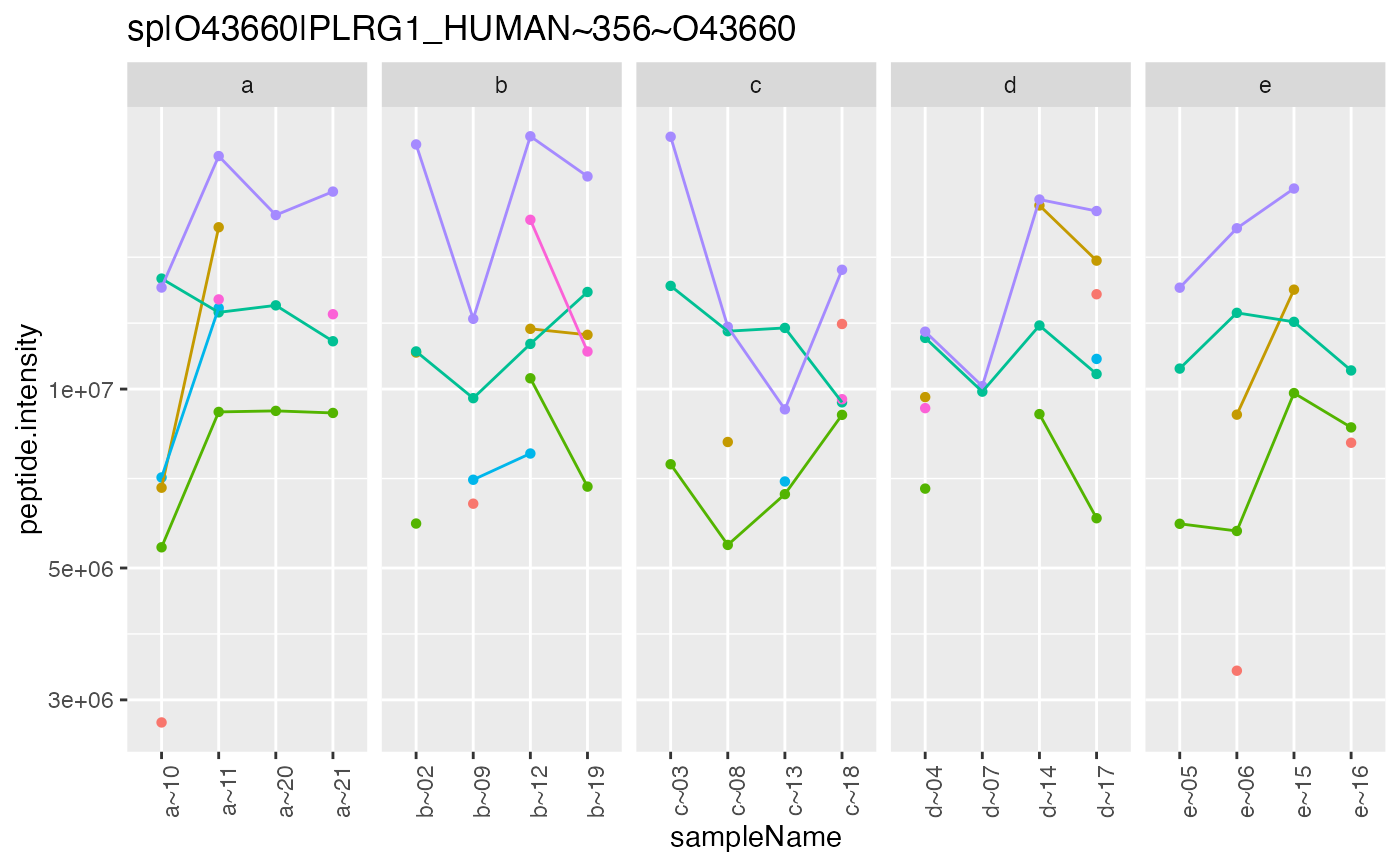 sp|O43660|PLRG1_HUMAN~356~O43660
a b c d e
peptide.intensity
1e+07
5e+06
3e+06
a~10 a~11 a~20 a~21 b~02 b~09 b~12 b~19 c~03 c~08 c~13 c~18 d~04 d~07 d~14 d~17 e~05 e~06 e~15 e~16
sampleName